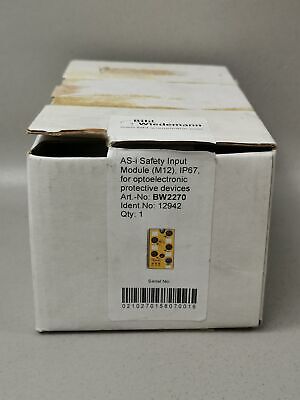 Bihl
Wiedemann
AS-i Safety Input
Module (M12), IP67,
for optoelectronic
protective devices
Art.-No: BW2270
Ident.No: 12942
Qty. 1
Serial No: